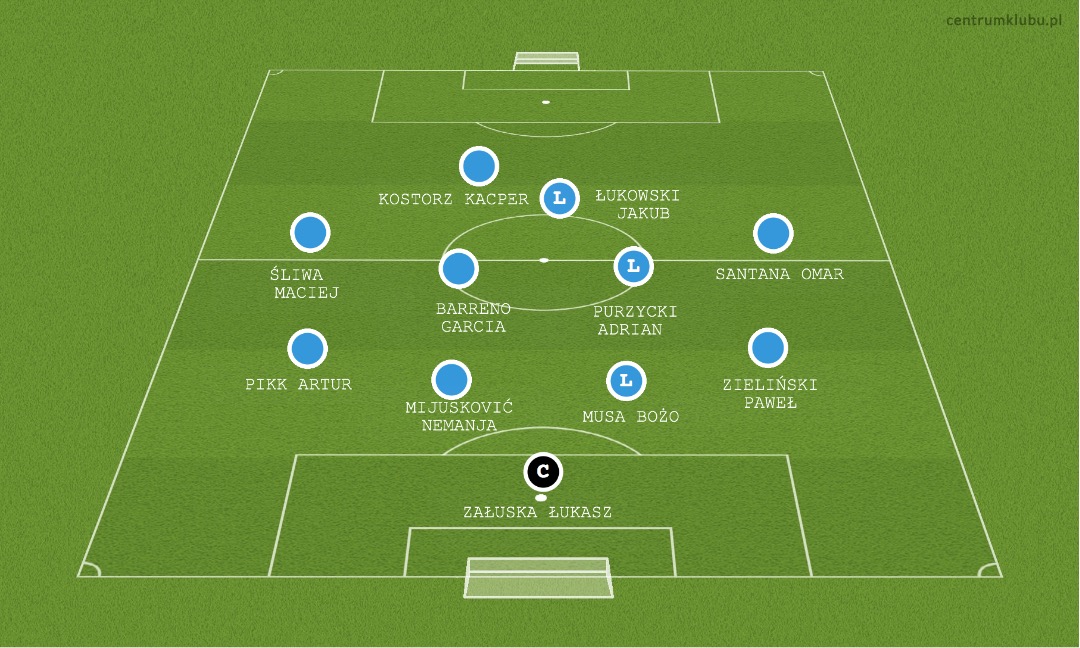 centrumklubu.pl
KOSTORZ KACPER
L
ŁUKOWSKI
JAKUB
ŚLIWA
MACIEJ
SANTANA OMAR
BARRENO
GARCIA
L
PURZYCKI
ADRIAN
PIKK ARTUR
MIJUSKOVIĆ
NEMANJA
L
MUSA BOŻO
ZIELIŃSKI
PAWEŁ
C
ZAŁUSKA ŁUKASZ